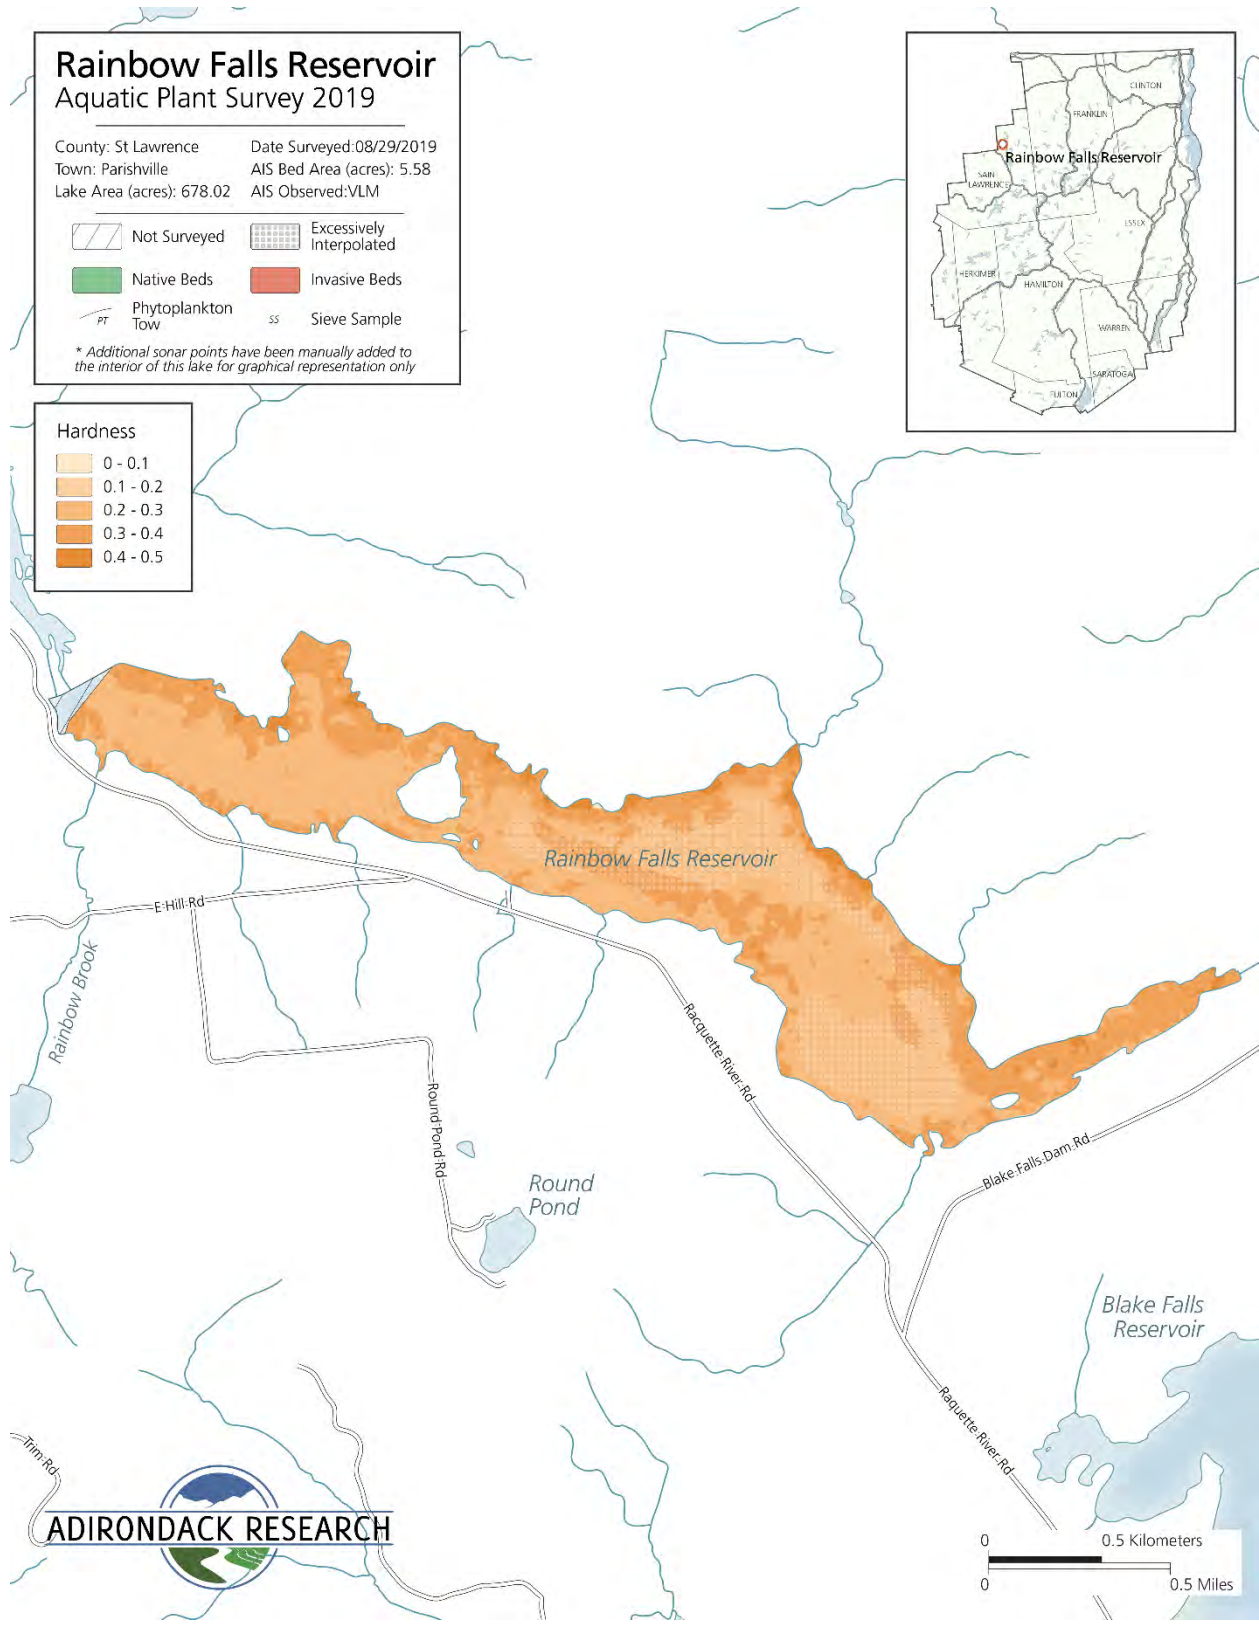 Rainbow Falls Reservoir
Aquatic Plant Survey 2019
County: St Lawrence
Town: Parishville
Lake Area (acres): 678.02
Date Surveyed:08/29/2019
AIS Bed Area (acres): 5.58
AIS Observed:VLM
Not Surveyed
Excessively
Interpolated
Native Beds
Invasive Beds
PT
Phytoplankton
Tow
SS
Sieve Sample
* Additional sonar points have been manually added to
the interior of this lake for graphical representation only
CLINTON
FRANKLIN
Rainbow Falls Reservoir
SAIN
LAWRENCE
ESSEX
HERKIMER
HAMILTON
WARREN
SARATOGA
FULTON
Hardness
0 - 0.1
0.1 - 0.2
0.2 - 0.3
0.3 - 0.4
0.4 - 0.5
Rainbow Falls Reservoir
E Hill Rd
Rainbow Brook
Racquette River Rd
Round Pond Rd
Blake Falls Dam Rd
Round
Pond
Blake Falls
Reservoir
Raquette River Rd
Trim Rd
ADIRONDACK RESEARCH
0
0.5 Kilometers
0
0.5 Miles